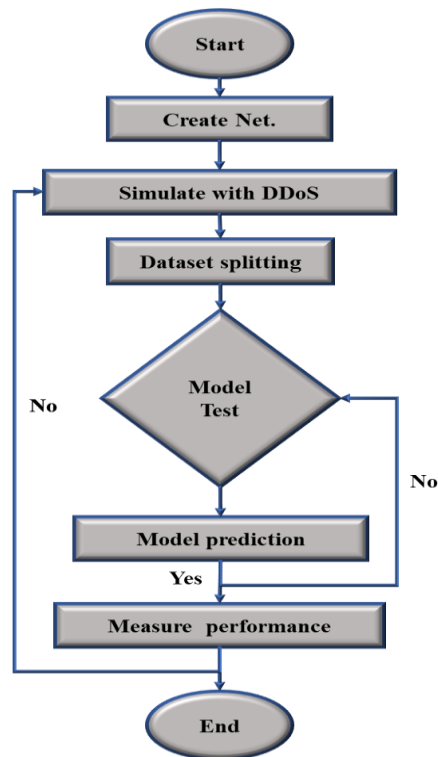 Start
Create Net.
Simulate with DDoS
Dataset splitting
Model
Test
No
No
Model prediction
Yes
Measure performance
End